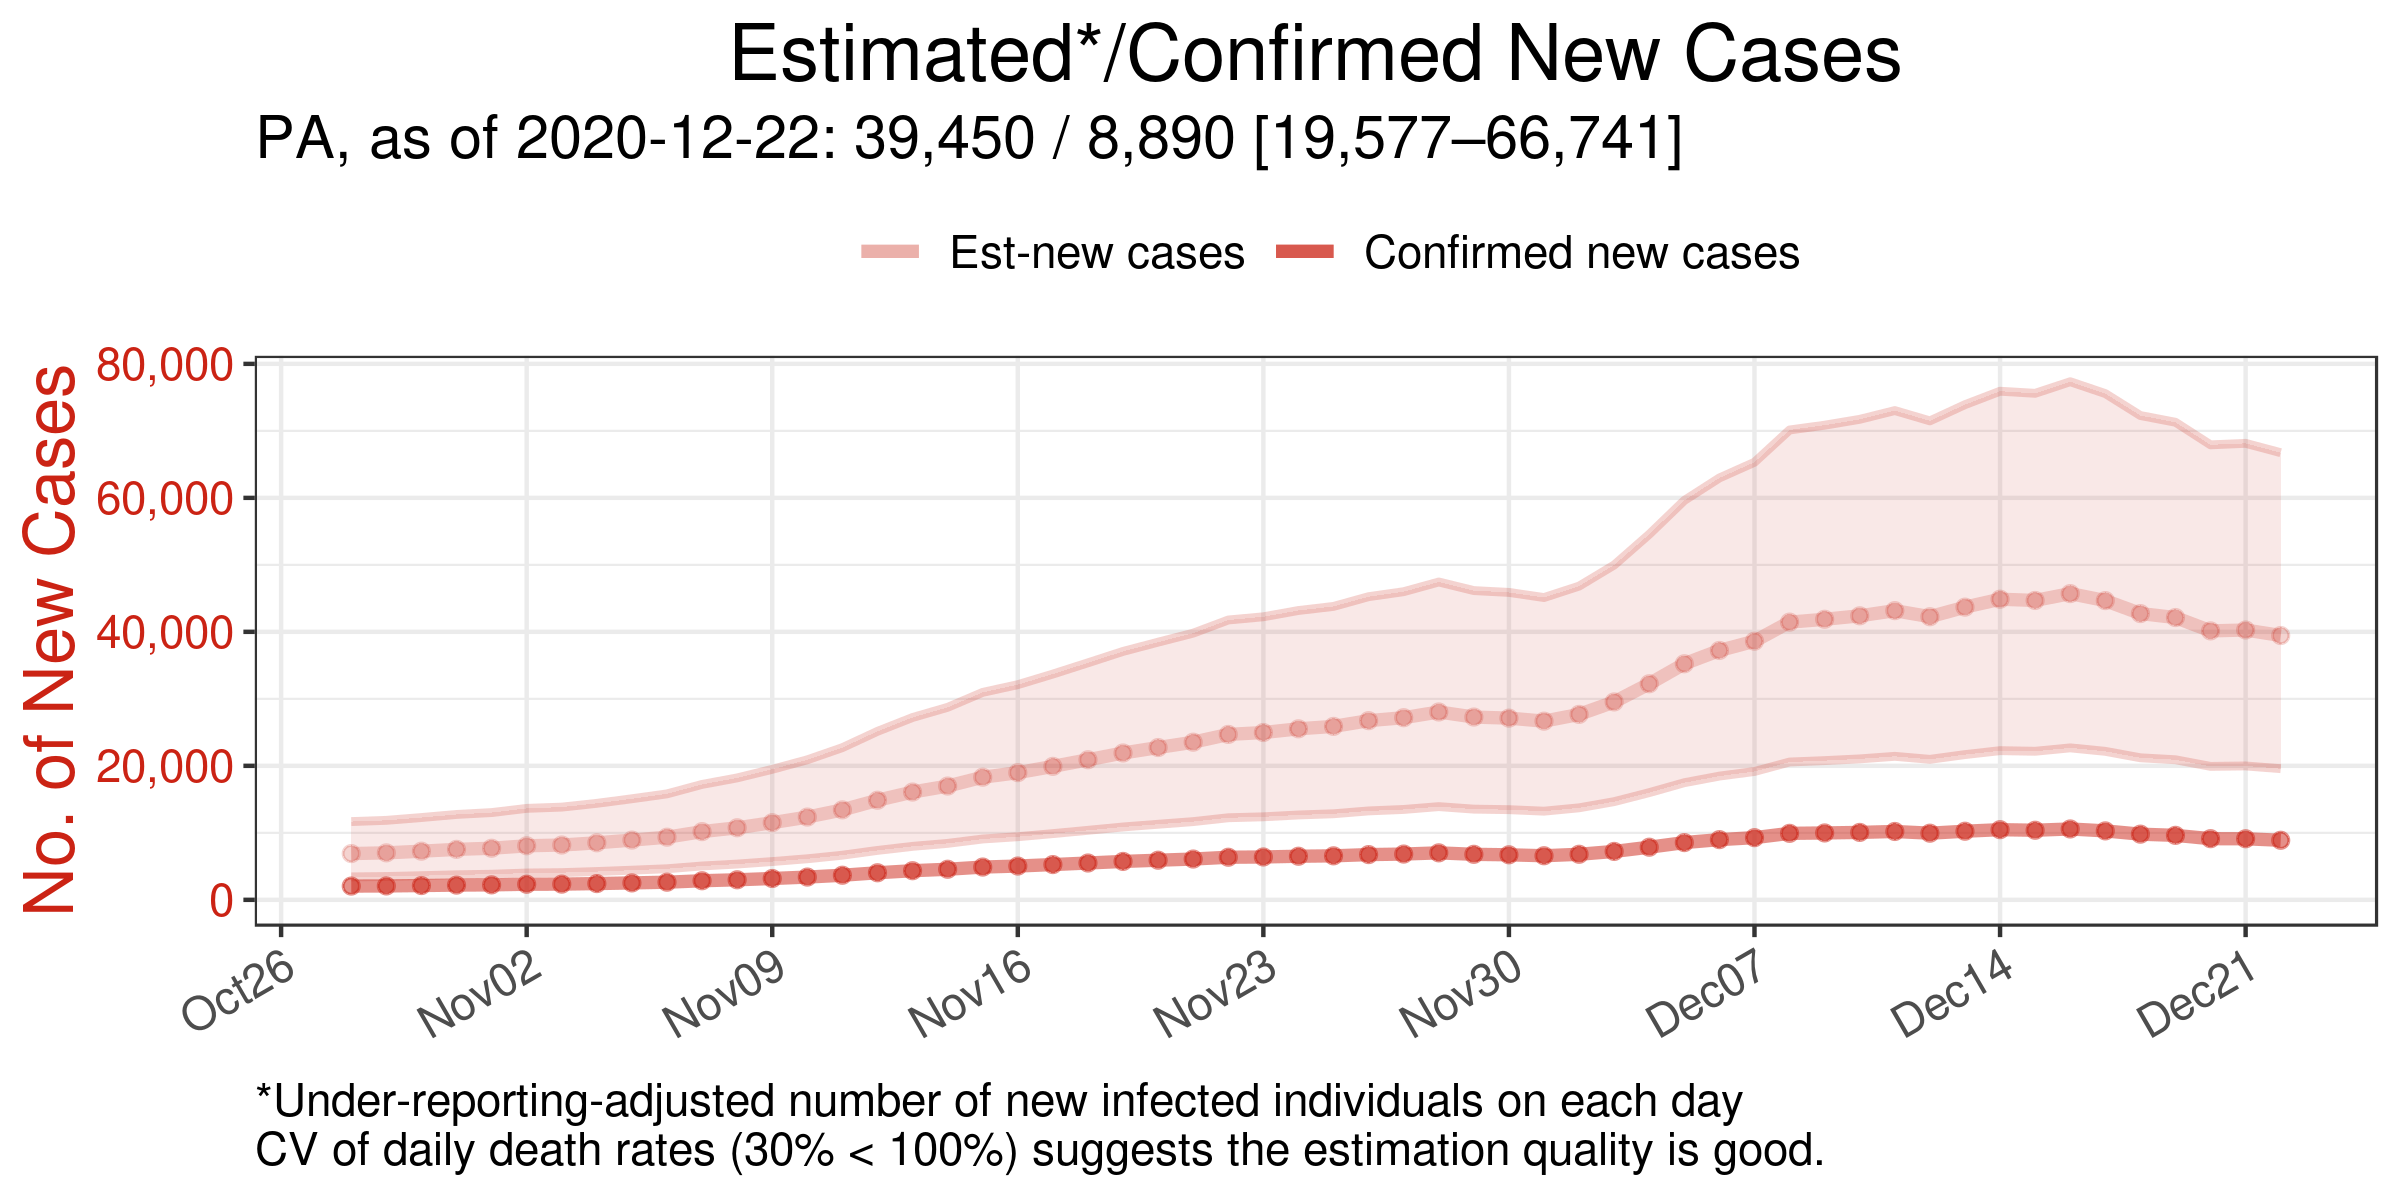 Estimated*/Confirmed New Cases
PA, as of 2020-12-22: 39,450 / 8,890 [19,577–66,741]
Est-new cases
Confirmed new cases
No. of New Cases
80,000
60,000
40,000
20,000
0
Oct26
Nov02
Nov09
Nov16
Nov23
Nov30
Dec07
Dec14
Dec21
*Under-reporting-adjusted number of new infected individuals on each day
CV of daily death rates (30% < 100%) suggests the estimation quality is good.